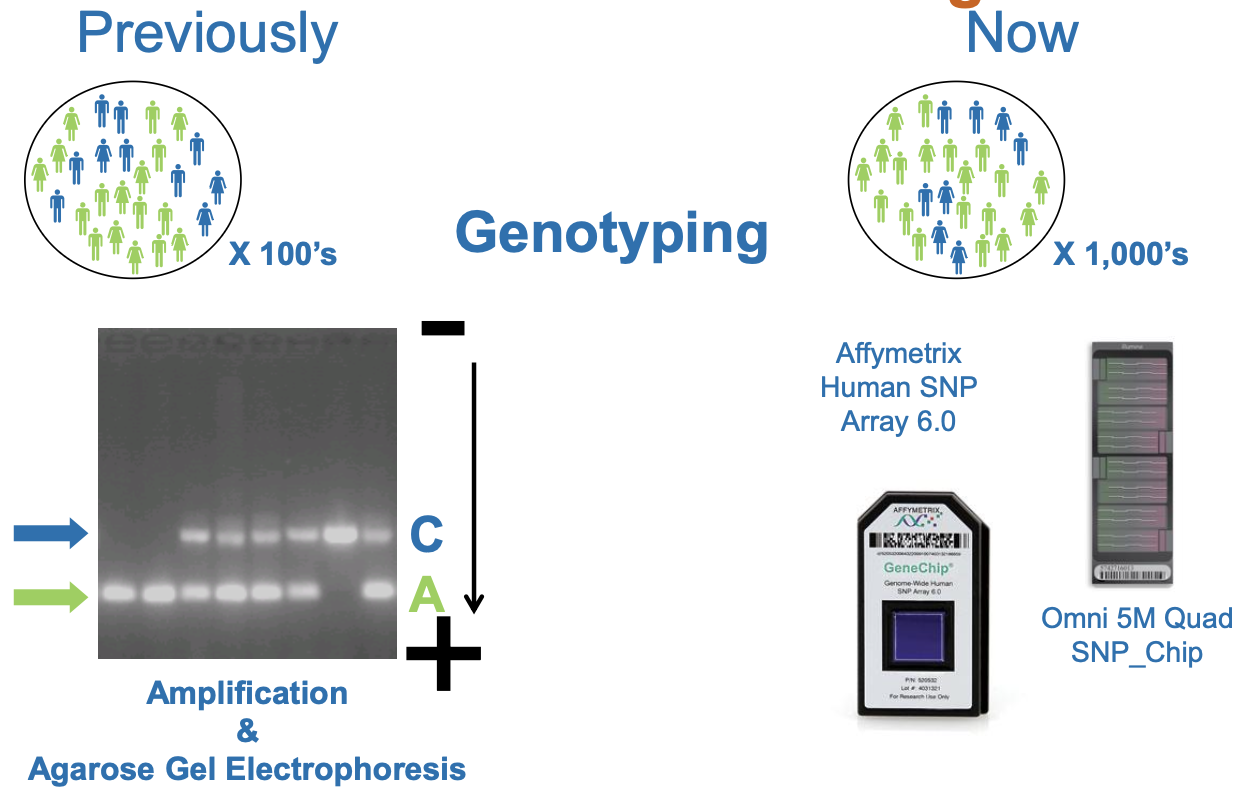 Previously
Now
X 100's
Genotyping
X 1,000's
Affymetrix
Human SNP
Array 6.0
C
A
AFFYMETRIX
GeneChip®
Genome-Wide Human
SNP Array 6.0
P/N: 520532
Lot #: 4031321
For Research Use Only
illumina
Omni 5M Quad
SNP_Chip
Amplification
&
Agarose Gel Electrophoresis